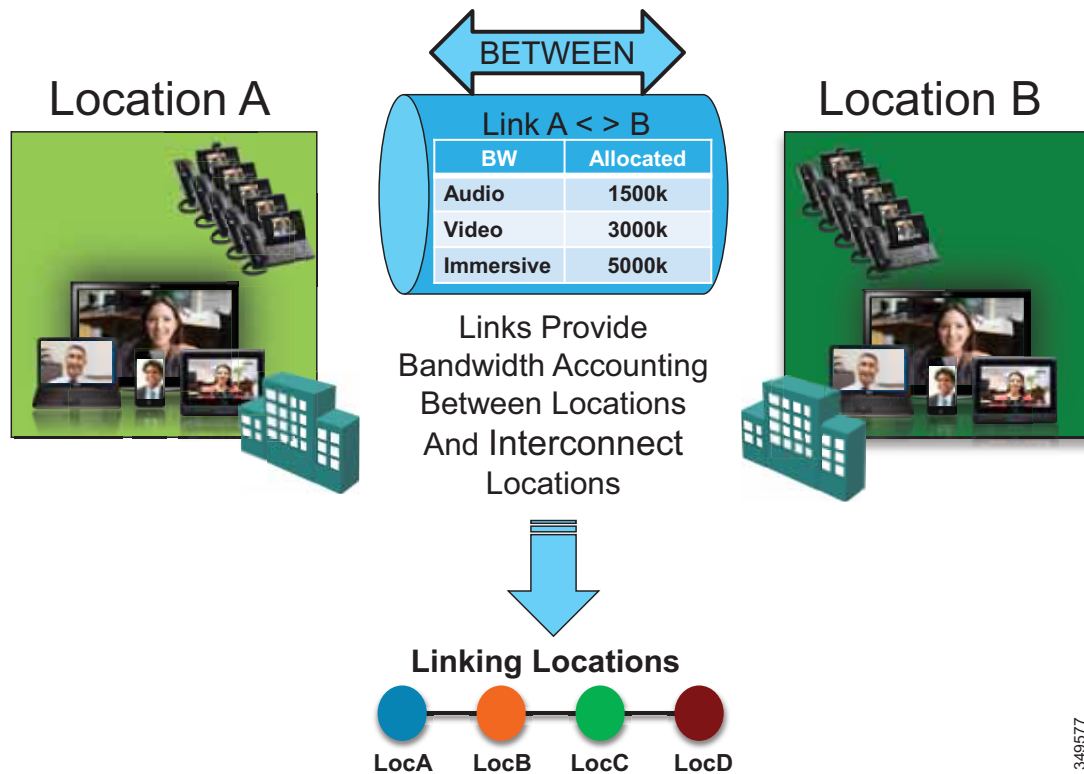 BETWEEN
Location A
Location B
Link A < > B
BW Allocated
Audio 1500k
Video 3000k
Immersive 5000k
Links Provide
Bandwidth Accounting
Between Locations
And Interconnect
Locations
Linking Locations
LocA LocB LocC LocD
349577